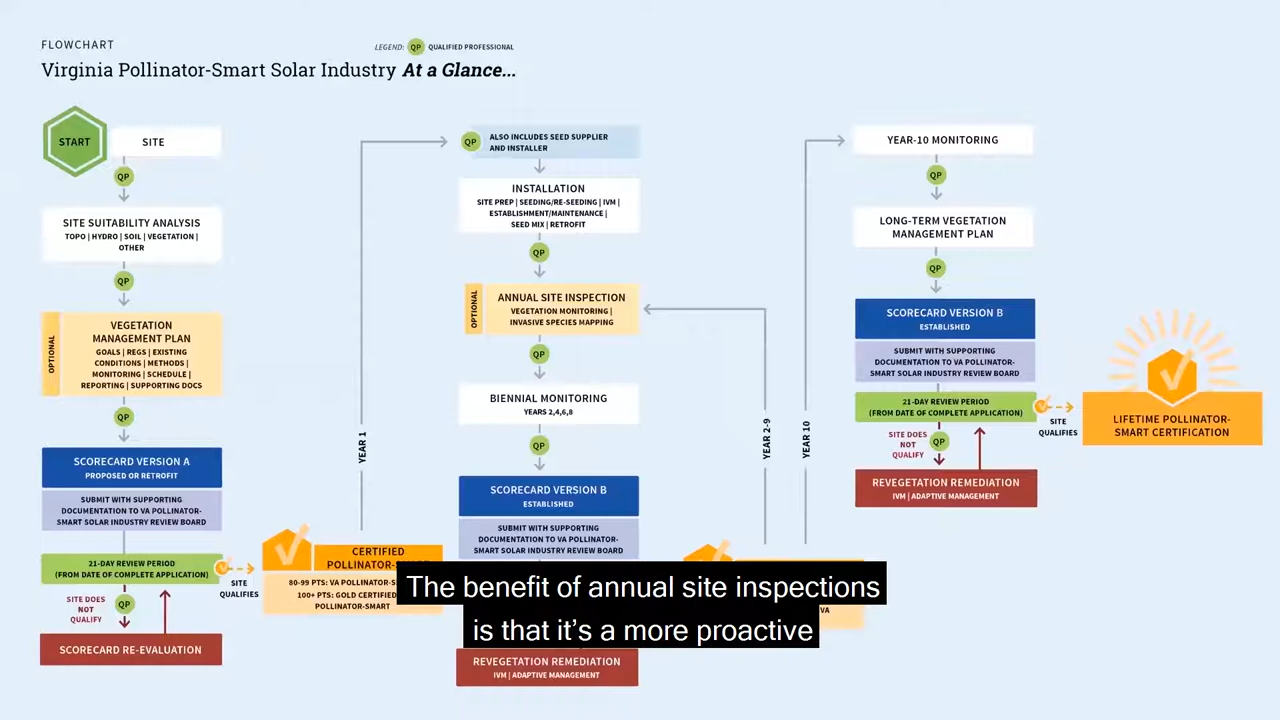 FLOWCHART
LEGEND: QP QUALIFIED PROFESSIONAL
Virginia Pollinator-Smart Solar Industry At a Glance...
START
SITE
QP
SITE SUITABILITY ANALYSIS
TOPO | HYDRO | SOIL | VEGETATION |
OTHER
QP
OPTIONAL
VEGETATION
MANAGEMENT PLAN
GOALS | REGS | EXISTING
CONDITIONS | METHODS |
MONITORING | SCHEDULE |
REPORTING | SUPPORTING DOCS
QP
SCORECARD VERSION A
PROPOSED OR RETROFIT
SUBMIT WITH SUPPORTING
DOCUMENTATION TO VA POLLINATOR-
SMART SOLAR INDUSTRY REVIEW BOARD
21-DAY REVIEW PERIOD
(FROM DATE OF COMPLETE APPLICATION)
SITE
QUALIFIES
SITE DOES
NOT
QUALIFY
QP
SCORECARD RE-EVALUATION
CERTIFIED
80-99 PTS: VA
100+ PTS: GOLD CERTIFIED
POLLINATOR-SMART
YEAR 1
QP
ALSO INCLUDES SEED SUPPLIER
AND INSTALLER
INSTALLATION
SITE PREP | SEEDING/RE-SEEDING | IVM |
ESTABLISHMENT/MAINTENANCE |
SEED MIX | RETROFIT
QP
OPTIONAL
ANNUAL SITE INSPECTION
VEGETATION MONITORING |
INVASIVE SPECIES MAPPING
QP
BIENNIAL MONITORING
YEARS 2,4,6,8
QP
SCORECARD VERSION B
ESTABLISHED
SUBMIT WITH SUPPORTING
DOCUMENTATION TO VA POLLINATOR-
SMART SOLAR INDUSTRY REVIEW BOARD
REVEGETATION REMEDIATION
IVM | ADAPTIVE MANAGEMENT
VA
YEAR 2-9
YEAR 10
YEAR-10 MONITORING
QP
LONG-TERM VEGETATION
MANAGEMENT PLAN
QP
SCORECARD VERSION B
ESTABLISHED
SUBMIT WITH SUPPORTING
DOCUMENTATION TO VA POLLINATOR-
SMART SOLAR INDUSTRY REVIEW BOARD
21-DAY REVIEW PERIOD
(FROM DATE OF COMPLETE APPLICATION)
SITE
QUALIFIES
SITE DOES
NOT
QUALIFY
QP
REVEGETATION REMEDIATION
IVM | ADAPTIVE MANAGEMENT
LIFETIME POLLINATOR-
SMART CERTIFICATION
The benefit of annual site inspections
is that it's a more proactive